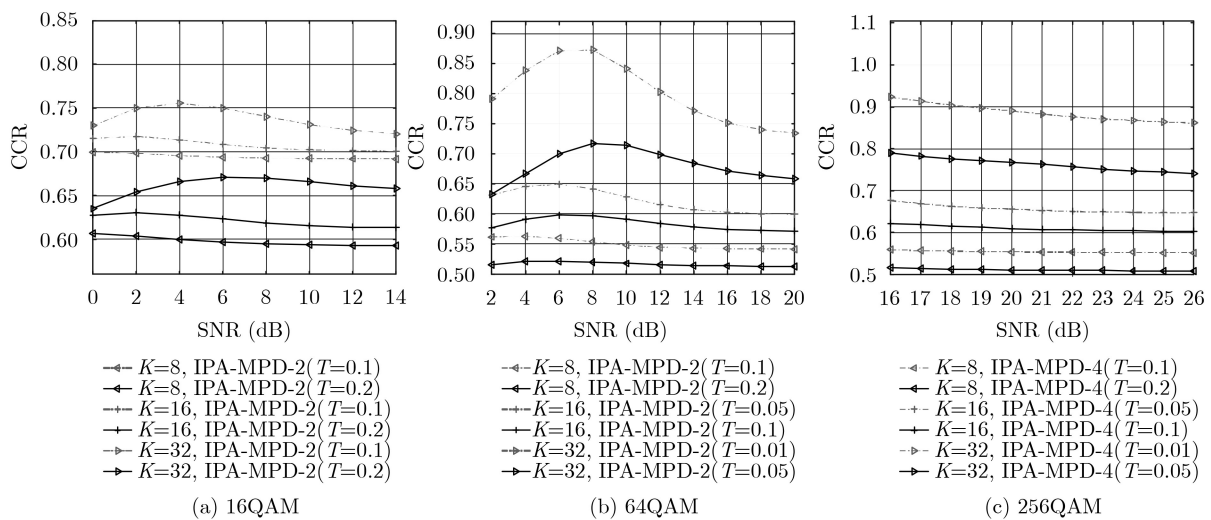 0.85
0.80
0.75
0.70
0.65
0.60
CCR
0 2 4 6 8 10 12 14
SNR (dB)
K=8, IPA-MPD-2(T=0.1)
K=8, IPA-MPD-2(T=0.2)
K=16, IPA-MPD-2(T=0.1)
K=16, IPA-MPD-2(T=0.2)
K=32, IPA-MPD-2(T=0.1)
K=32, IPA-MPD-2(T=0.2)
(a) 16QAM
0.90
0.85
0.80
0.75
0.70
0.65
0.60
0.55
0.50
CCR
2 4 6 8 10 12 14 16 18 20
SNR (dB)
K=8, IPA-MPD-2(T=0.1)
K=8, IPA-MPD-2(T=0.2)
K=16, IPA-MPD-2(T=0.05)
K=16, IPA-MPD-2(T=0.1)
K=32, IPA-MPD-2(T=0.01)
K=32, IPA-MPD-2(T=0.05)
(b) 64QAM
1.1
1.0
0.9
0.8
0.7
0.6
0.5
CCR
16 17 18 19 20 21 22 23 24 25 26
SNR (dB)
K=8, IPA-MPD-4(T=0.1)
K=8, IPA-MPD-4(T=0.2)
K=16, IPA-MPD-4(T=0.05)
K=16, IPA-MPD-4(T=0.1)
K=32, IPA-MPD-4(T=0.01)
K=32, IPA-MPD-4(T=0.05)
(c) 256QAM